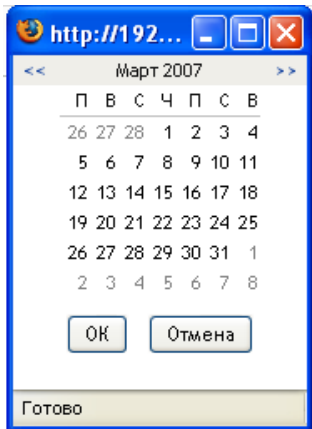 http://192...
<< Март 2007 >>
П В С Ч П С В
26 27 28 1 2 3 4
5 6 7 8 9 10 11
12 13 14 15 16 17 18
19 20 21 22 23 24 25
26 27 28 29 30 31 1
2 3 4 5 6 7 8
ОК Отмена
Готово